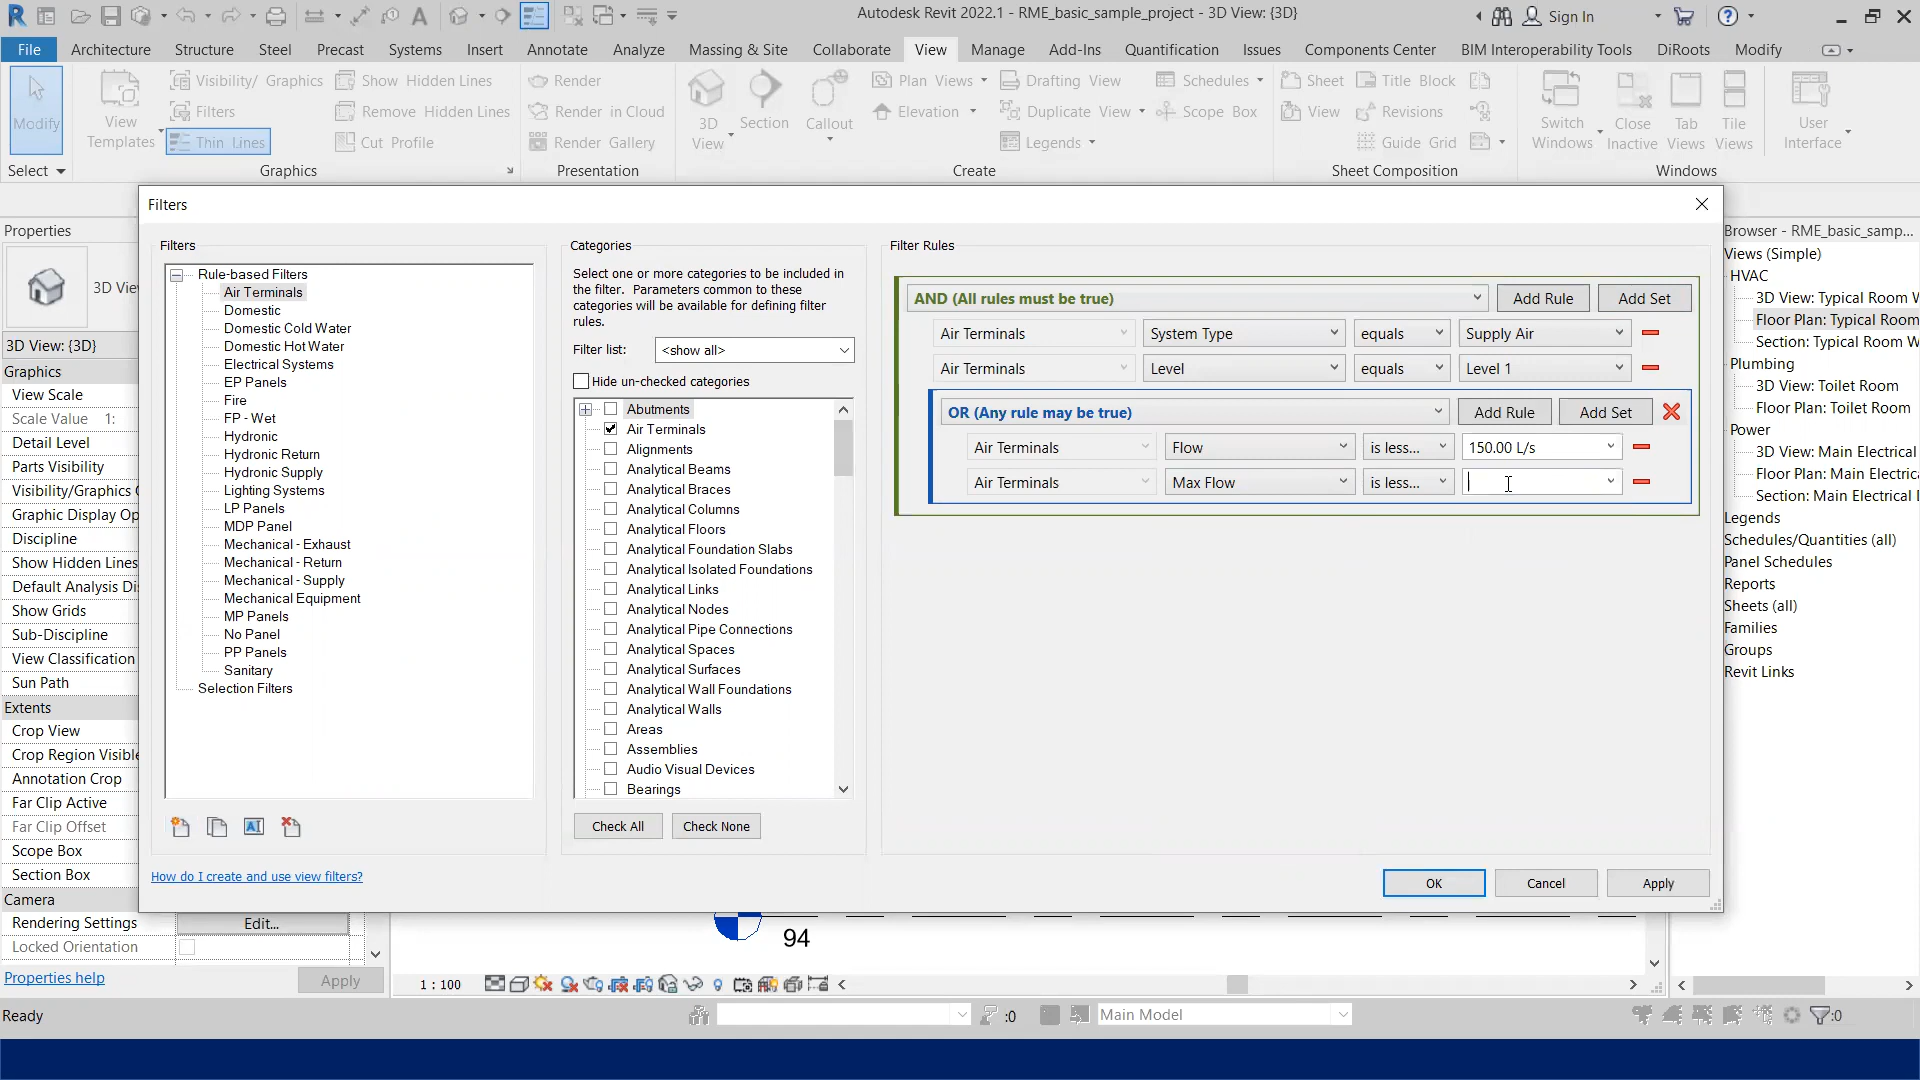 Autodesk Revit 2022.1 - RME_basic_sample_project - 3D View: {3D}
Sign In
File Architecture Structure Steel Precast Systems Insert Annotate Analyze Massing & Site Collaborate View Manage Add-Ins Quantification Issues Components Center BIM Interoperability Tools DiRoots Modify
Modify
View Templates
Visibility/ Graphics
Filters
Thin Lines
Show Hidden Lines
Remove Hidden Lines
Cut Profile
Render
Render in Cloud
Render Gallery
3D View
Section
Callout
Plan Views
Elevation
Drafting View
Duplicate View
Legends
Schedules
Scope Box
Sheet
View
Title Block
Revisions
Guide Grid
Switch Windows
Close Inactive
Tab Views
Tile Views
User Interface
Select
Graphics
Presentation
Create
Sheet Composition
Windows
Properties
3D Vie
3D View: {3D}
Graphics
View Scale
Scale Value 1:
Detail Level
Parts Visibility
Visibility/Graphics O
Graphic Display Op
Discipline
Show Hidden Lines
Default Analysis Di
Show Grids
Sub-Discipline
View Classification
Sun Path
Extents
Crop View
Crop Region Visible
Annotation Crop
Far Clip Active
Far Clip Offset
Scope Box
Section Box
Camera
Rendering Settings
Edit...
Locked Orientation
Properties help
Apply
Filters
Filters
Rule-based Filters
Air Terminals
Domestic
Domestic Cold Water
Domestic Hot Water
Electrical Systems
EP Panels
Fire
FP - Wet
Hydronic
Hydronic Return
Hydronic Supply
Lighting Systems
LP Panels
MDP Panel
Mechanical - Exhaust
Mechanical - Return
Mechanical - Supply
Mechanical Equipment
MP Panels
No Panel
PP Panels
Sanitary
Selection Filters
How do I create and use view filters?
Categories
Select one or more categories to be included in
the filter. Parameters common to these
categories will be available for defining filter
rules.
Filter list:
<show all>
Hide un-checked categories
Abutments
Air Terminals
Alignments
Analytical Beams
Analytical Braces
Analytical Columns
Analytical Floors
Analytical Foundation Slabs
Analytical Isolated Foundations
Analytical Links
Analytical Nodes
Analytical Pipe Connections
Analytical Spaces
Analytical Surfaces
Analytical Wall Foundations
Analytical Walls
Areas
Assemblies
Audio Visual Devices
Bearings
Check All
Check None
Filter Rules
AND (All rules must be true) Add Rule Add Set
Air Terminals System Type equals Supply Air
Air Terminals Level equals Level 1
OR (Any rule may be true) Add Rule Add Set
Air Terminals Flow is less... 150.00 L/s
Air Terminals Max Flow is less...
OK Cancel Apply
Browser - RME_basic_samp...
Views (Simple)
HVAC
3D View: Typical Room W
Floor Plan: Typical Room
Section: Typical Room W
Plumbing
3D View: Toilet Room
Floor Plan: Toilet Room
Power
3D View: Main Electrical
Floor Plan: Main Electrica
Section: Main Electrical I
Legends
Schedules/Quantities (all)
Panel Schedules
Reports
Sheets (all)
Families
Groups
Revit Links
94
1 : 100
Ready
:0
Main Model
:0